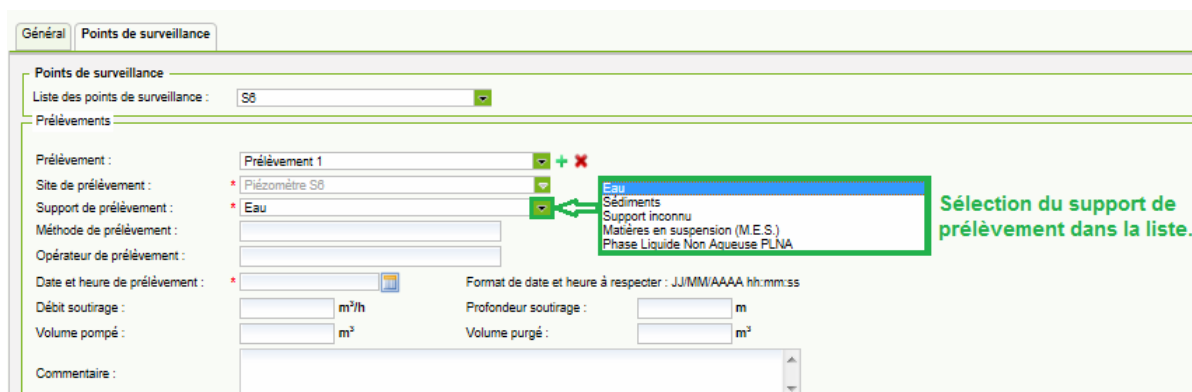 Général Points de surveillance
Points de surveillance
Liste des points de surveillance : S6
Prélèvements
Prélèvement : Prélèvement 1
Site de prélèvement : * Piézomètre S6
Eau
Support de prélèvement : * Eau
Sédiments
Support inconnu
Matières en suspension (M.E.S.)
Phase Liquide Non Aqueuse PLNA
Sélection du support de
prélèvement dans la liste.
Méthode de prélèvement :
Opérateur de prélèvement :
Date et heure de prélèvement : * Format de date et heure à respecter : JJ/MM/AAAA hh:mm:ss
Débit soutirage : m³/h Profondeur soutirage : m
Volume pompé : m³ Volume purgé : m³
Commentaire :